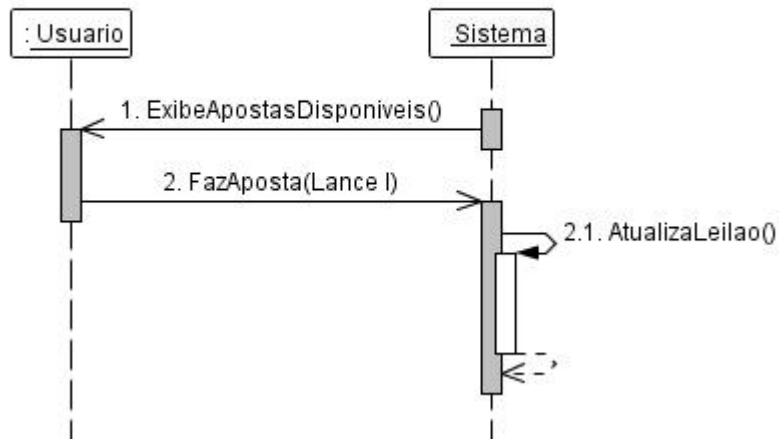 : Usuario
Sistema
1. ExibeApostasDisponiveis()
2. FazAposta(Lance l)
2.1. AtualizaLeilao()